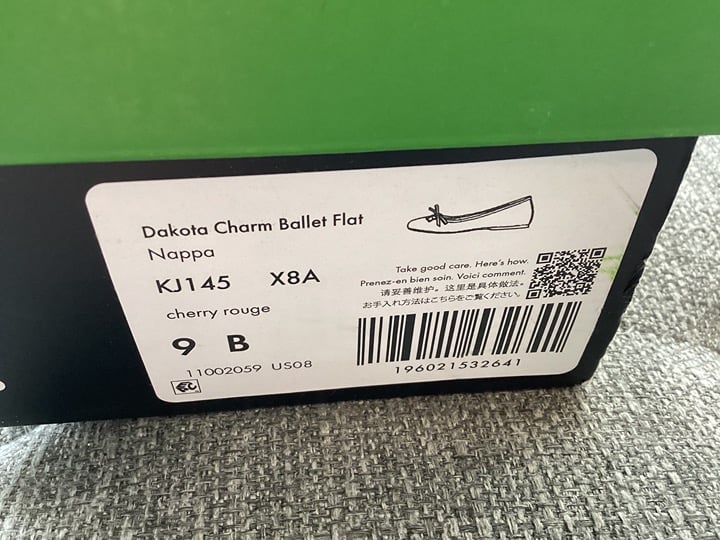 Dakota Charm Ballet Flat
Nappa
KJ145 X8A
cherry rouge
9 B
11002059 US08
Take good care. Here's how.
Prenez-en bien soin. Voici comment.
请妥善维护。这里是具体做法。
お手入れ方法はこちらをご覧ください。
196021532641